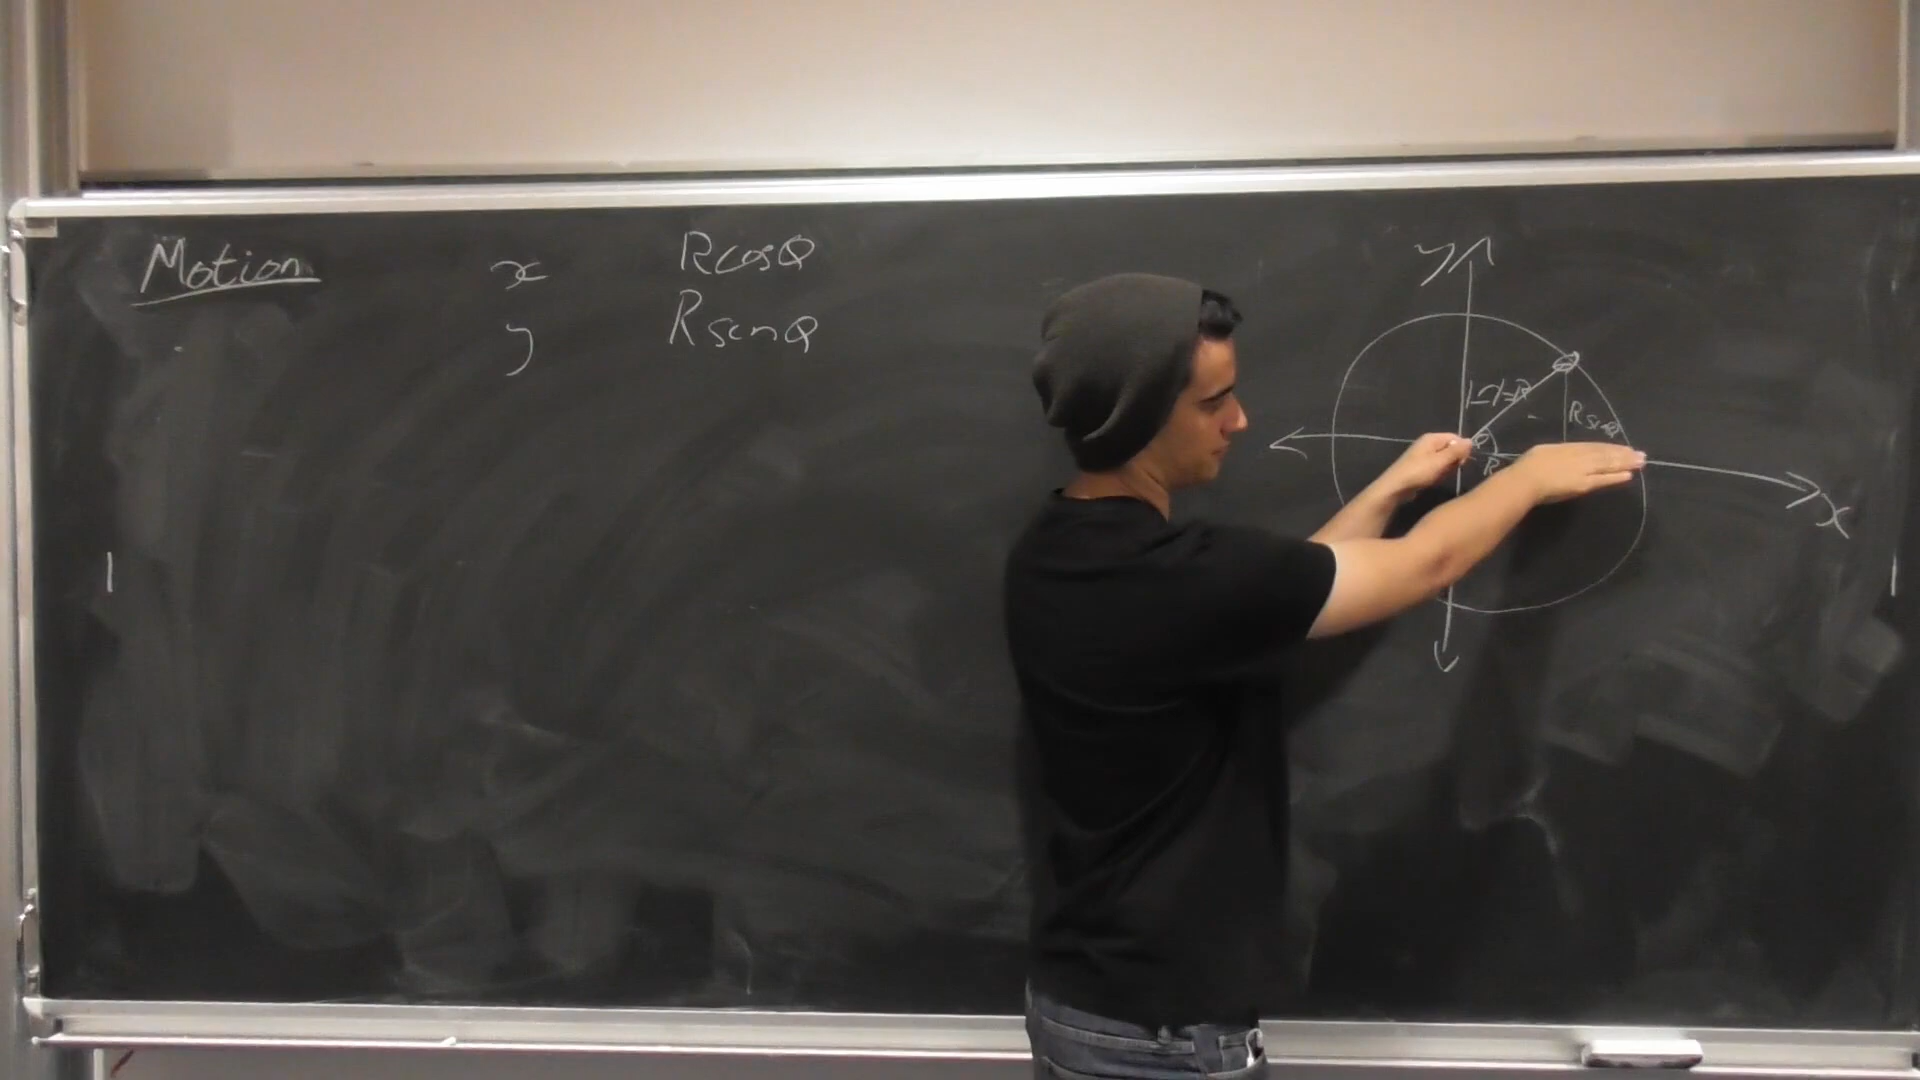 Motion
x RcosΘ
y RsinΘ
y
|r|=R
RsinΘ
Θ
R
x